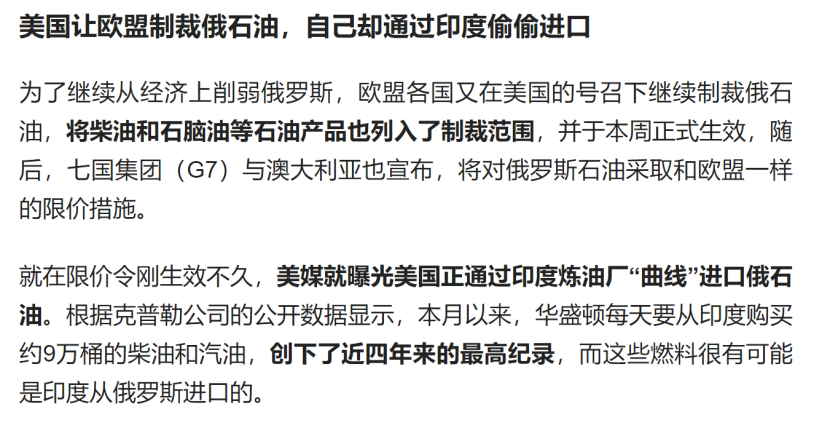 美国让欧盟制裁俄石油，自己却通过印度偷偷进口
为了继续从经济上削弱俄罗斯，欧盟各国又在美国的号召下继续制裁俄石
油，将柴油和石脑油等石油产品也列入了制裁范围，并于本周正式生效，随
后，七国集团（G7）与澳大利亚也宣布，将对俄罗斯石油采取和欧盟一样
的限价措施。
就在限价令刚生效不久，美媒就曝光美国正通过印度炼油厂“曲线”进口俄石
油。根据克普勒公司的公开数据显示，本月以来，华盛顿每天要从印度购买
约9万桶的柴油和汽油，创下了近四年来的最高纪录，而这些燃料很有可能
是印度从俄罗斯进口的。